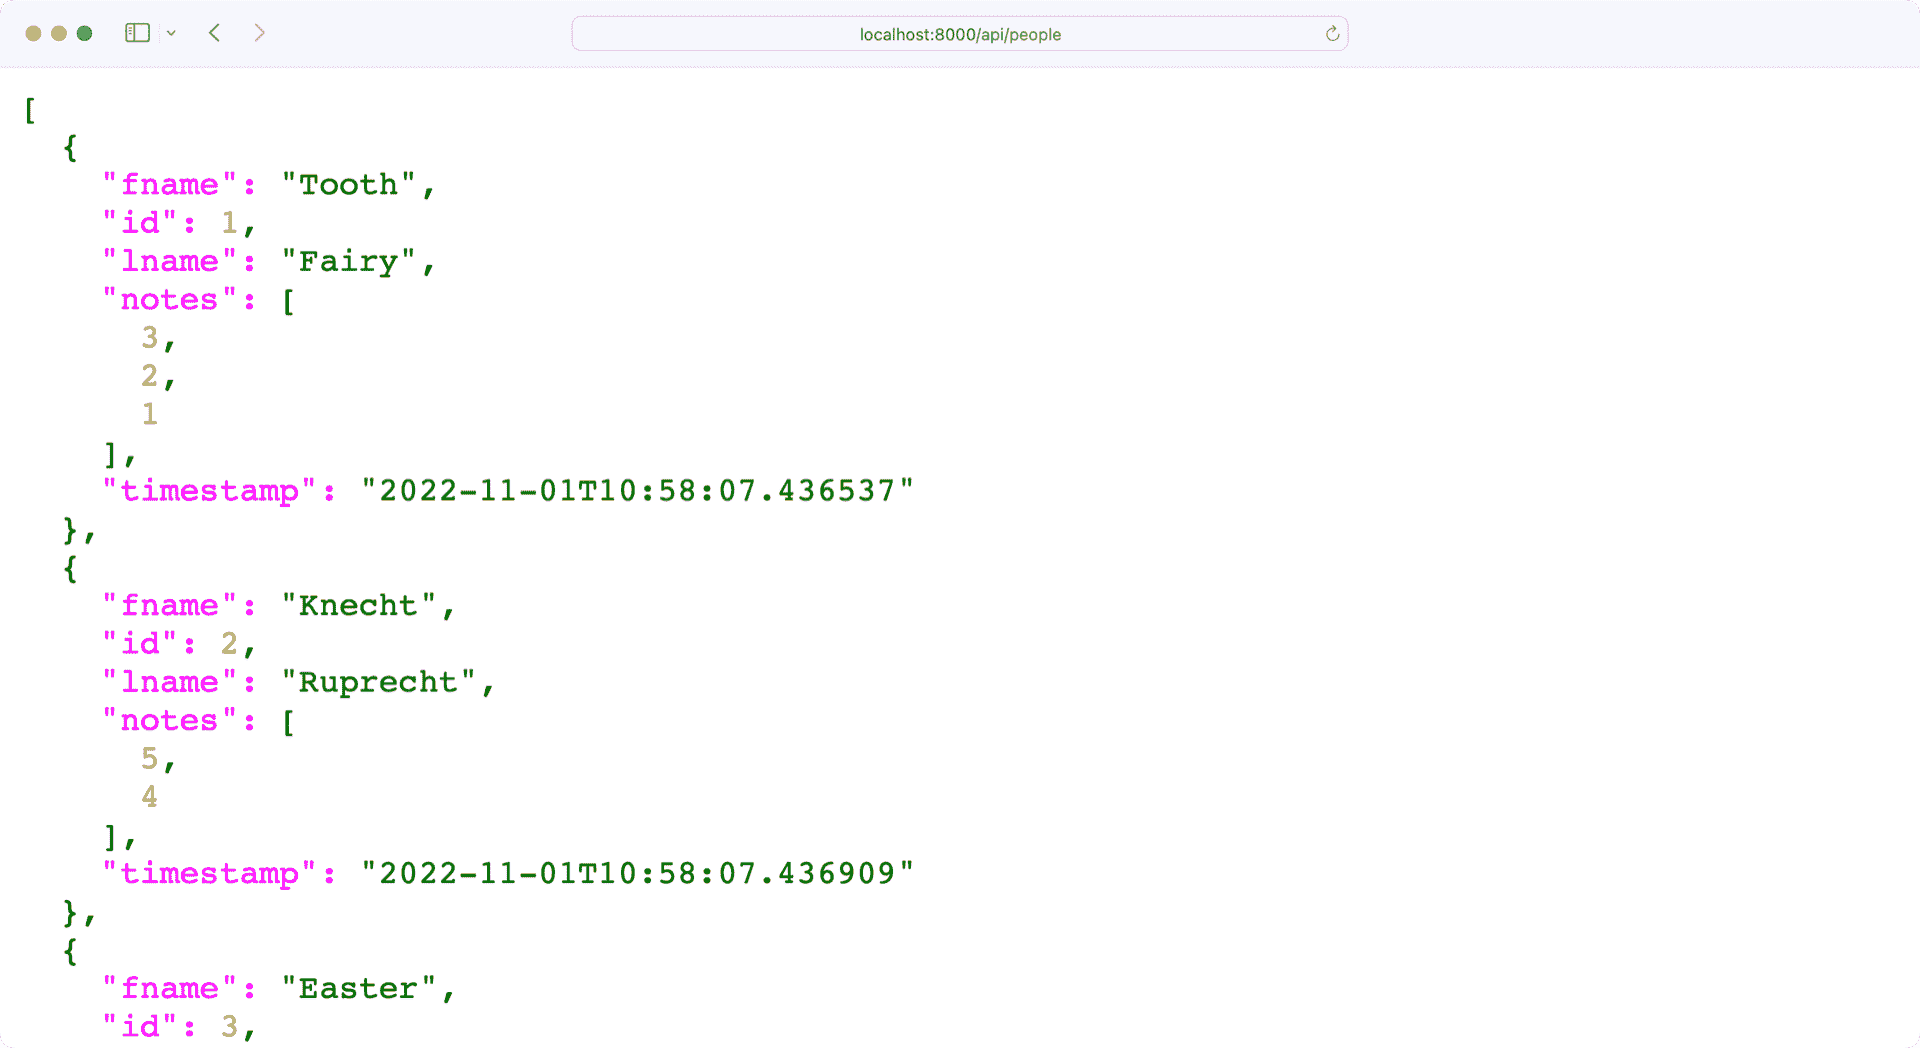 localhost:8000/api/people
[
  {
    "fname": "Tooth",
    "id": 1,
    "lname": "Fairy",
    "notes": [
      3,
      2,
      1
    ],
    "timestamp": "2022-11-01T10:58:07.436537"
  },
  {
    "fname": "Knecht",
    "id": 2,
    "lname": "Ruprecht",
    "notes": [
      5,
      4
    ],
    "timestamp": "2022-11-01T10:58:07.436909"
  },
  {
    "fname": "Easter",
    "id": 3,